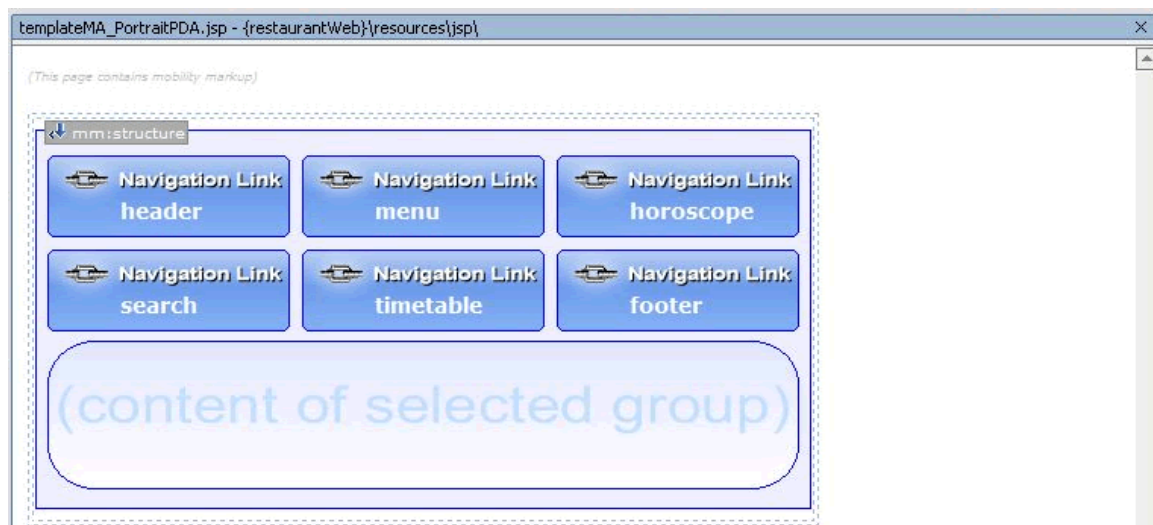 templateMA_PortraitPDA.jsp - {restaurantWeb}\resources\jsp\
(This page contains mobility markup)
mm:structure
Navigation Link Navigation Link Navigation Link
header menu horoscope
Navigation Link Navigation Link Navigation Link
search timetable footer
(content of selected group)